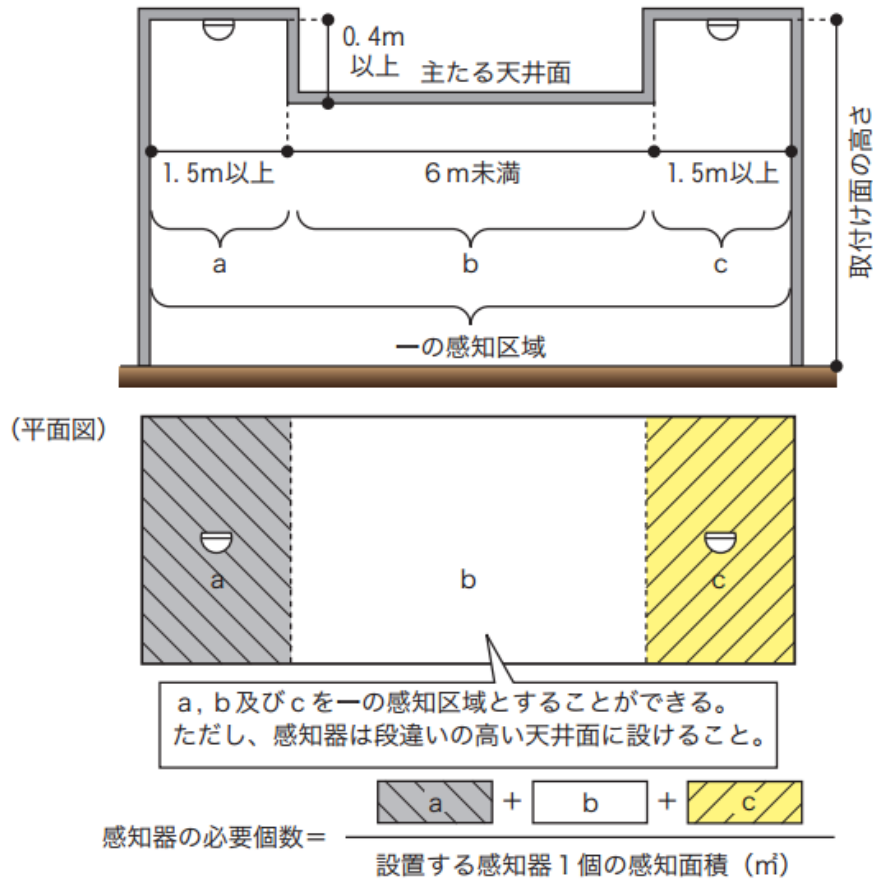 0.4m
以上
主たる天井面
1.5m以上
6m未満
1.5m以上
取付け面の高さ
a
b
c
一の感知区域
(平面図)
a
b
c
a, b及びcを一の感知区域とすることができる。
ただし、感知器は段違いの高い天井面に設けること。
a + b + c
感知器の必要個数=
設置する感知器1個の感知面積(㎡)